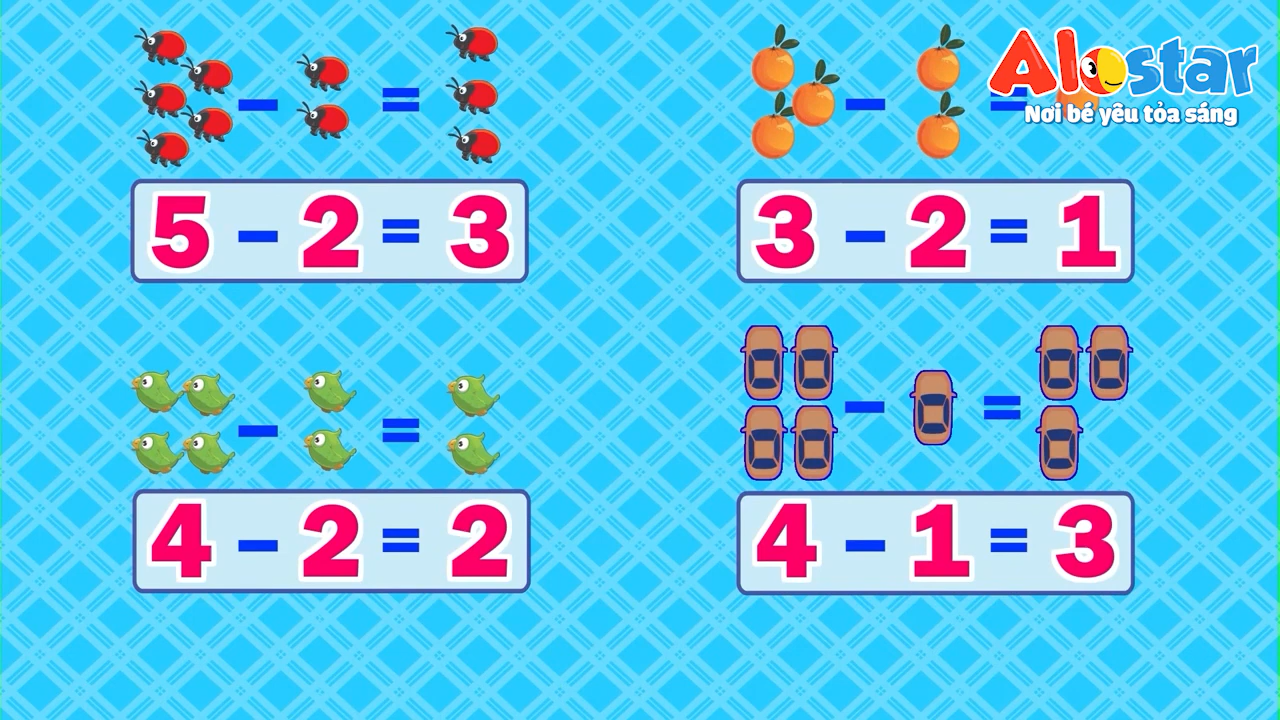 Alostar
Nơi bé yêu tỏa sáng
- =
- =
5 - 2 = 3
3 - 2 = 1
- =
- =
4 - 2 = 2
4 - 1 = 3